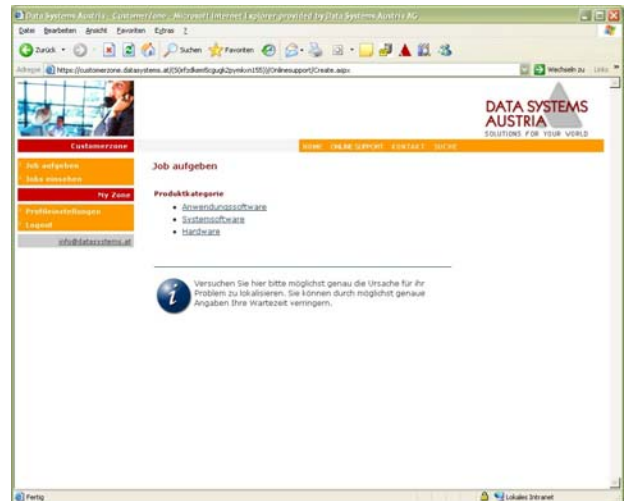 Data Systems Austria - Customerzone - Microsoft Internet Explorer provided by Data Systems Austria AG
Datei Bearbeiten Ansicht Favoriten Extras ?
Zurück Suchen Favoriten
Adresse Wechseln zu Links
DATA SYSTEMS
AUSTRIA
SOLUTIONS FOR YOUR WORLD
Customerzone
HOME ONLINE SUPPORT KONTAKT SUCHE
Job aufgeben
Jobs einsehen
My Zone
Profileinstellungen
Logout
info@datasystems.at
Job aufgeben
Produktkategorie
Anwendungssoftware
Systemsoftware
Hardware
Versuchen Sie hier bitte möglichst genau die Ursache für ihr
Problem zu lokalisieren. Sie können durch möglichst genaue
Angaben Ihre Wartezeit verringern.
Fertig
Lokales Intranet